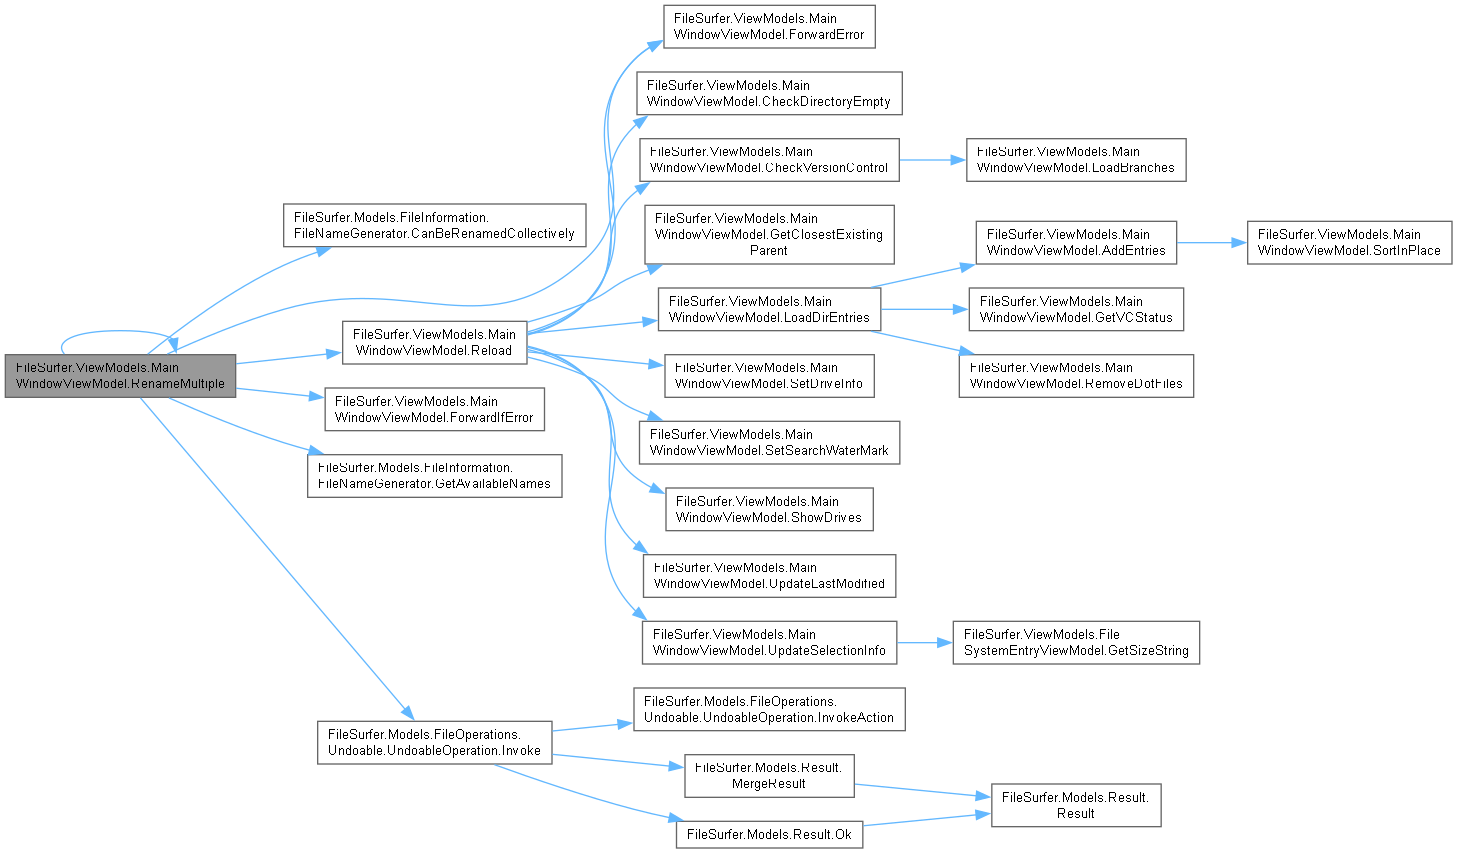 FileSurfer.ViewModels.Main
WindowViewModel.RenameMultiple
FileSurfer.Models.FileInformation.
FileNameGenerator.CanBeRenamedCollectively
FileSurfer.ViewModels.Main
WindowViewModel.Reload
FileSurfer.ViewModels.Main
WindowViewModel.ForwardIfError
FileSurfer.Models.FileInformation.
FileNameGenerator.GetAvailableNames
FileSurfer.Models.FileOperations.
Undoable.UndoableOperation.Invoke
FileSurfer.ViewModels.Main
WindowViewModel.ForwardError
FileSurfer.ViewModels.Main
WindowViewModel.CheckDirectoryEmpty
FileSurfer.ViewModels.Main
WindowViewModel.CheckVersionControl
FileSurfer.ViewModels.Main
WindowViewModel.GetClosestExisting
Parent
FileSurfer.ViewModels.Main
WindowViewModel.LoadDirEntries
FileSurfer.ViewModels.Main
WindowViewModel.SetDriveInfo
FileSurfer.ViewModels.Main
WindowViewModel.SetSearchWaterMark
FileSurfer.ViewModels.Main
WindowViewModel.ShowDrives
FileSurfer.ViewModels.Main
WindowViewModel.UpdateLastModified
FileSurfer.ViewModels.Main
WindowViewModel.UpdateSelectionInfo
FileSurfer.Models.FileOperations.
Undoable.UndoableOperation.InvokeAction
FileSurfer.Models.Result.
MergeResult
FileSurfer.Models.Result.Ok
FileSurfer.ViewModels.Main
WindowViewModel.LoadBranches
FileSurfer.ViewModels.Main
WindowViewModel.AddEntries
FileSurfer.ViewModels.Main
WindowViewModel.GetVCStatus
FileSurfer.ViewModels.Main
WindowViewModel.RemoveDotFiles
FileSurfer.ViewModels.File
SystemEntryViewModel.GetSizeString
FileSurfer.Models.Result.
Result
FileSurfer.ViewModels.Main
WindowViewModel.SortInPlace